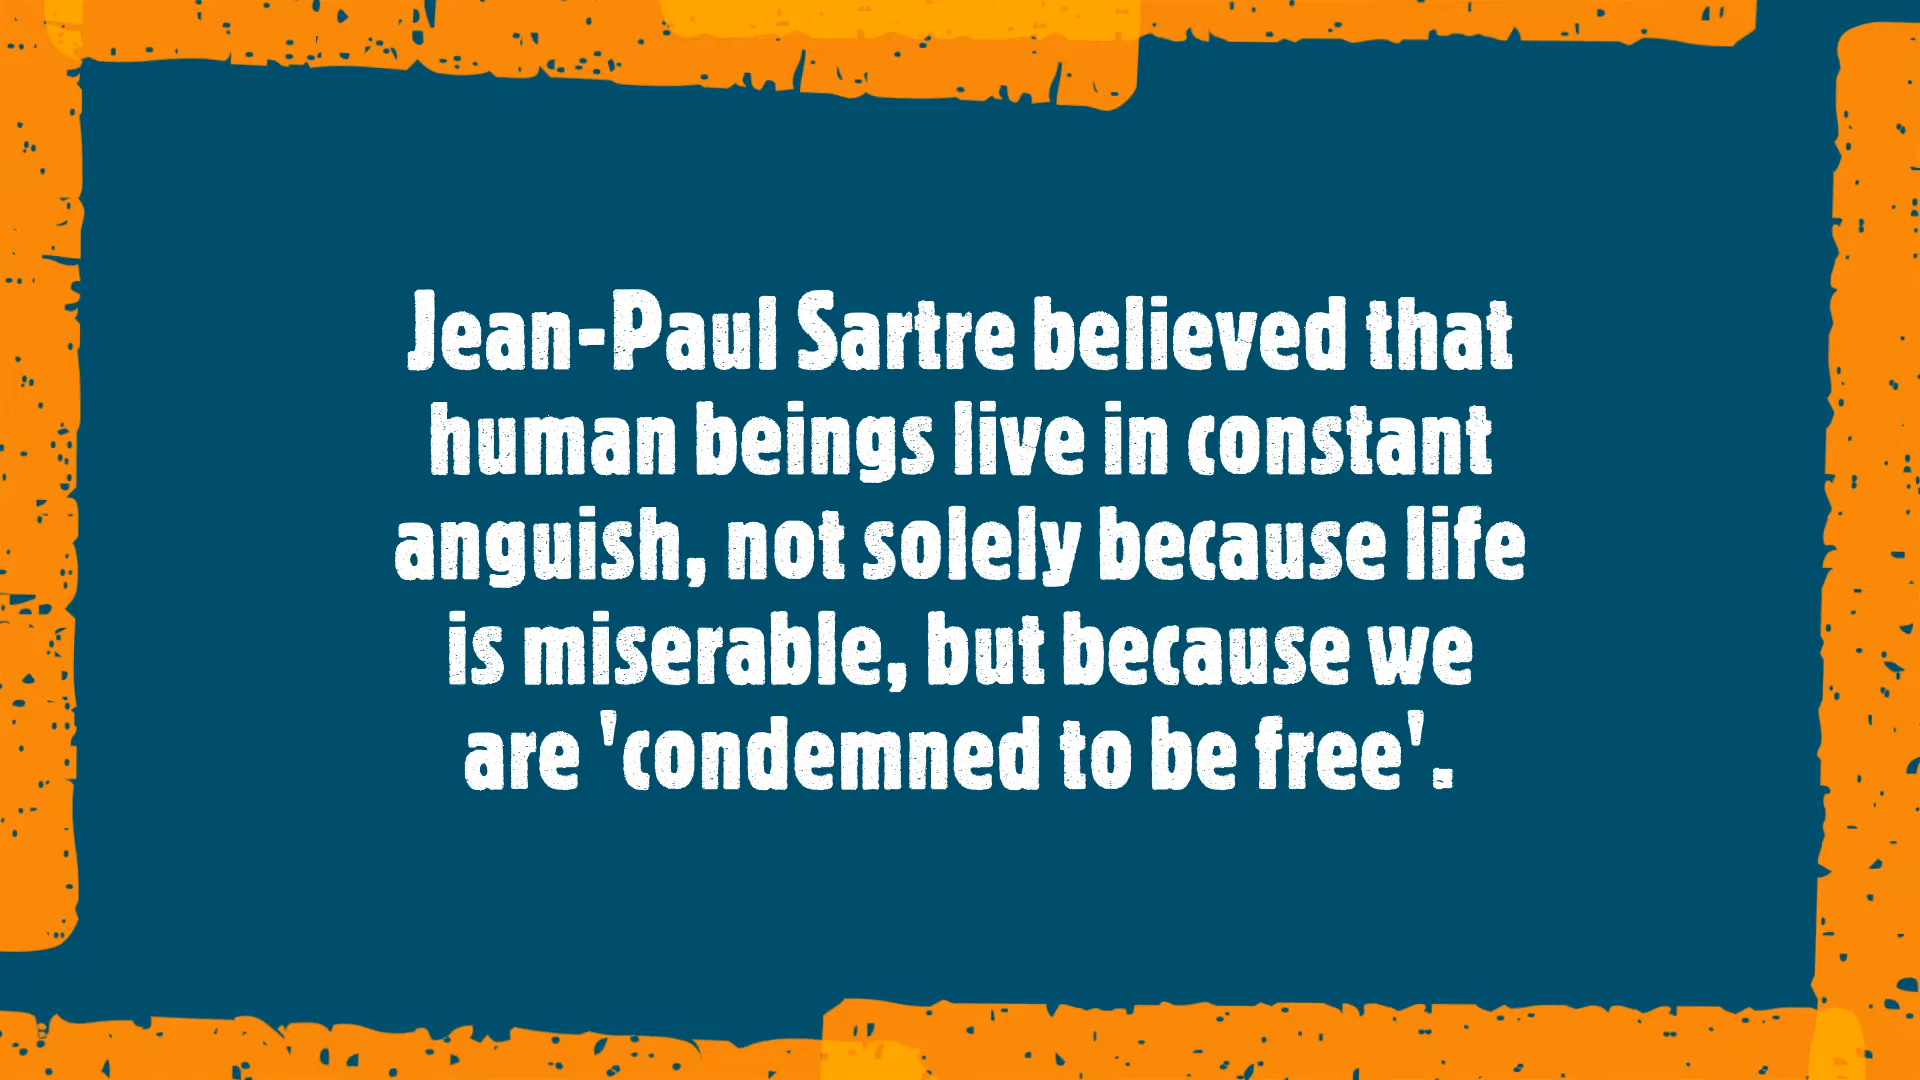 Jean-Paul Sartre believed that
human beings live in constant
anguish, not solely because life
is miserable, but because we
are 'condemned to be free'.